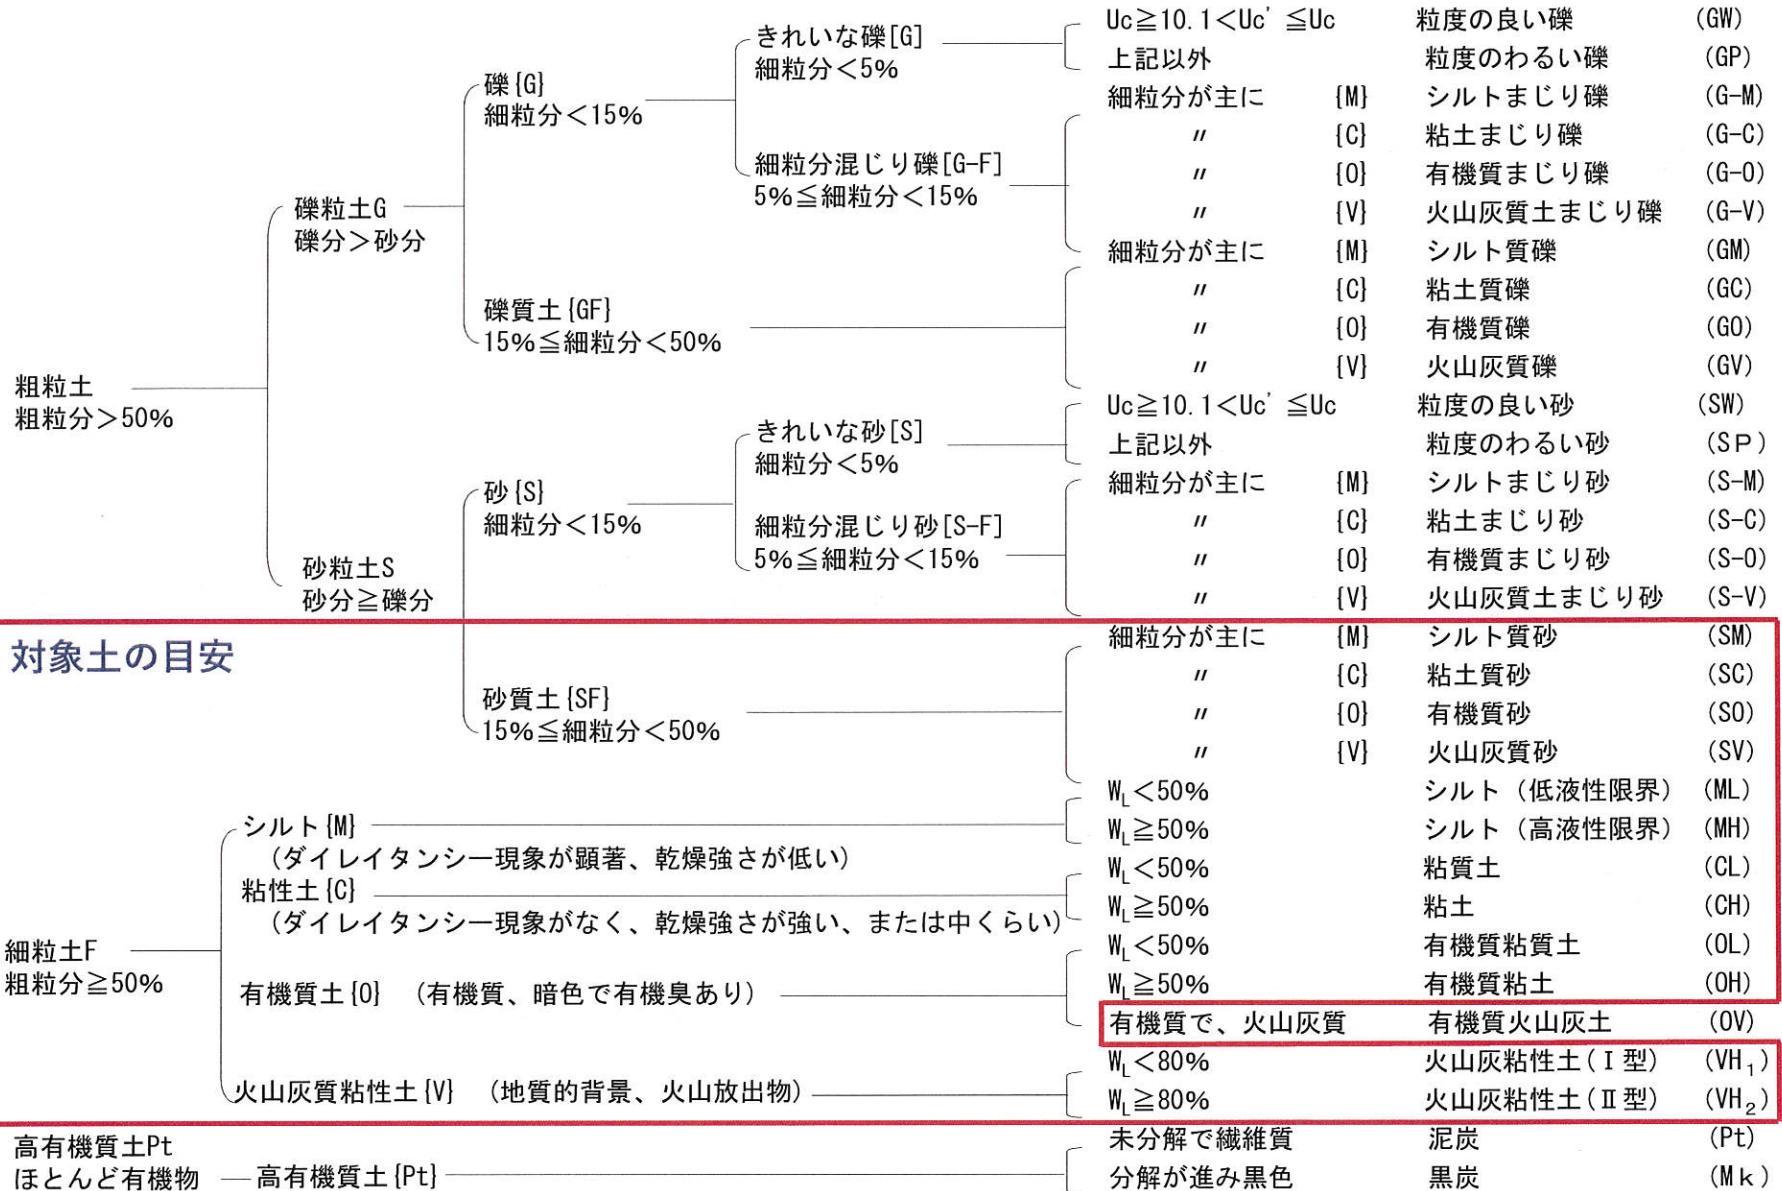 Uc≧10.1<Uc'≦Uc 粒度の良い礫 (GW)
きれいな礫[G]
細粒分<5%
上記以外 粒度のわるい礫 (GP)
礫{G}
細粒分<15%
細粒分が主に {M} シルトまじり礫 (G-M)
〃 {C} 粘土まじり礫 (G-C)
細粒分混じり礫[G-F]
5%≦細粒分<15%
〃 {O} 有機質まじり礫 (G-O)
〃 {V} 火山灰質土まじり礫 (G-V)
礫粒土G
礫分>砂分
細粒分が主に {M} シルト質礫 (GM)
〃 {C} 粘土質礫 (GC)
礫質土{GF}
15%≦細粒分<50%
〃 {O} 有機質礫 (GO)
〃 {V} 火山灰質礫 (GV)
粗粒土
粗粒分>50%
Uc≧10.1<Uc'≦Uc 粒度の良い砂 (SW)
きれいな砂[S]
細粒分<5%
上記以外 粒度のわるい砂 (SP)
砂{S}
細粒分<15%
細粒分が主に {M} シルトまじり砂 (S-M)
〃 {C} 粘土まじり砂 (S-C)
細粒分混じり砂[S-F]
5%≦細粒分<15%
〃 {O} 有機質まじり砂 (S-O)
〃 {V} 火山灰質土まじり砂 (S-V)
砂粒土S
砂分≧礫分
対象土の目安
細粒分が主に {M} シルト質砂 (SM)
〃 {C} 粘土質砂 (SC)
砂質土{SF}
15%≦細粒分<50%
〃 {O} 有機質砂 (SO)
〃 {V} 火山灰質砂 (SV)
W_L<50% シルト(低液性限界) (ML)
シルト{M}
W_L≧50% シルト(高液性限界) (MH)
(ダイレイタンシー現象が顕著、乾燥強さが低い)
W_L<50% 粘質土 (CL)
粘性土{C}
W_L≧50% 粘土 (CH)
(ダイレイタンシー現象がなく、乾燥強さが強い、または中くらい)
細粒土F
粗粒分≧50%
W_L<50% 有機質粘質土 (OL)
W_L≧50% 有機質粘土 (OH)
有機質土{O} (有機質、暗色で有機臭あり)
有機質で、火山灰質 有機質火山灰土 (OV)
W_L<80% 火山灰粘性土(Ⅰ型) (VH₁)
火山灰質粘性土{V} (地質的背景、火山放出物)
W_L≧80% 火山灰粘性土(Ⅱ型) (VH₂)
高有機質土Pt
ほとんど有機物
高有機質土{Pt}
未分解で繊維質 泥炭 (Pt)
分解が進み黒色 黒炭 (Mk)